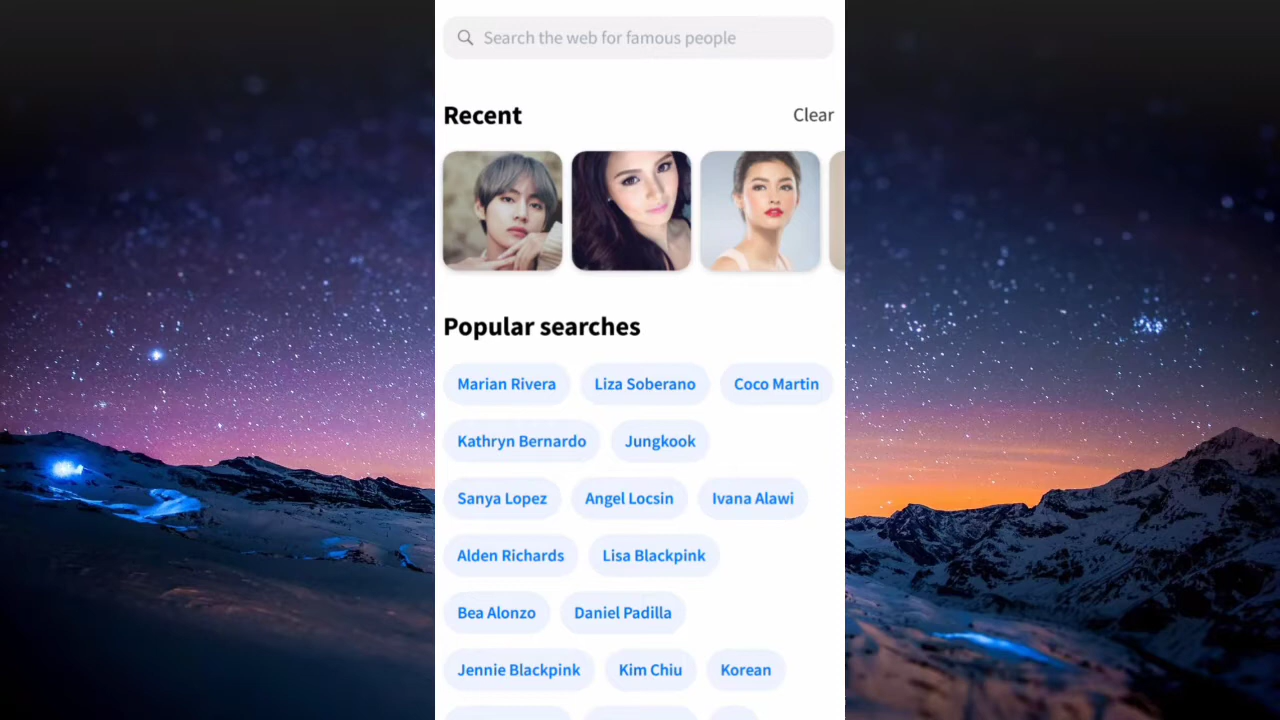 Search the web for famous people
Recent
Clear
Popular searches
Marian Rivera
Liza Soberano
Coco Martin
Kathryn Bernardo
Jungkook
Sanya Lopez
Angel Locsin
Ivana Alawi
Alden Richards
Lisa Blackpink
Bea Alonzo
Daniel Padilla
Jennie Blackpink
Kim Chiu
Korean